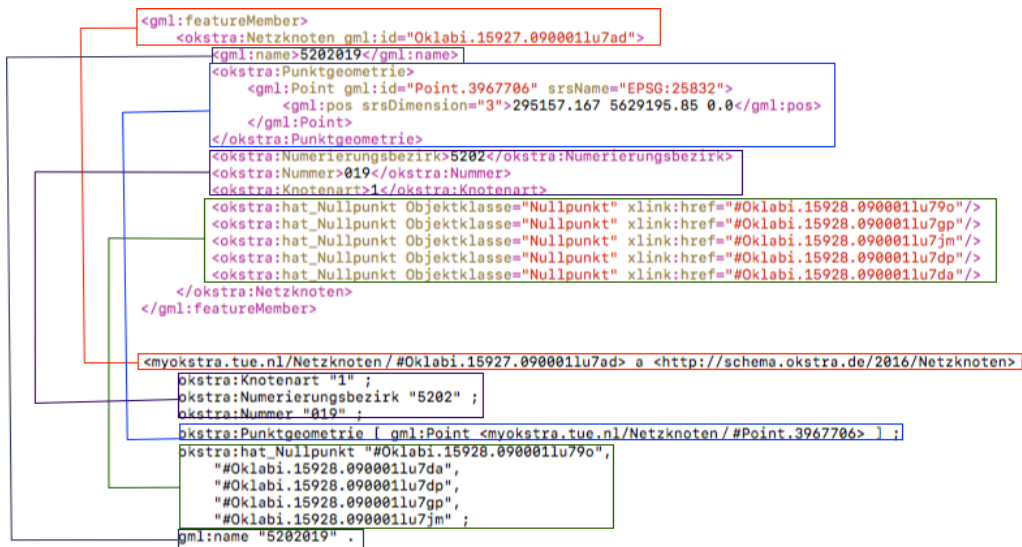 <gml:featureMember>
<okstra:Netzknoten gml:id="Oklabi.15927.090001lu7ad">
<gml:name>5202019</gml:name>
<okstra:Punktgeometrie>
<gml:Point gml:id="Point.3967706" srsName="EPSG:25832">
<gml:pos srsDimension="3">295157.167 5629195.85 0.0</gml:pos>
</gml:Point>
</okstra:Punktgeometrie>
<okstra:Numerierungsbezirk>5202</okstra:Numerierungsbezirk>
<okstra:Nummer>019</okstra:Nummer>
<okstra:Knotenart>1</okstra:Knotenart>
<okstra:hat_Nullpunkt Objektklasse="Nullpunkt" xlink:href="#Oklabi.15928.090001lu79o"/>
<okstra:hat_Nullpunkt Objektklasse="Nullpunkt" xlink:href="#Oklabi.15928.090001lu7gp"/>
<okstra:hat_Nullpunkt Objektklasse="Nullpunkt" xlink:href="#Oklabi.15928.090001lu7jm"/>
<okstra:hat_Nullpunkt Objektklasse="Nullpunkt" xlink:href="#Oklabi.15928.090001lu7dp"/>
<okstra:hat_Nullpunkt Objektklasse="Nullpunkt" xlink:href="#Oklabi.15928.090001lu7da"/>
</okstra:Netzknoten>
</gml:featureMember>
<myokstra.tue.nl/Netzknoten/#Oklabi.15927.090001lu7ad> a <http://schema.okstra.de/2016/Netzknoten>
okstra:Knotenart "1" ;
okstra:Numerierungsbezirk "5202" ;
okstra:Nummer "019" ;
okstra:Punktgeometrie [ gml:Point <myokstra.tue.nl/Netzknoten/#Point.3967706> ] ;
okstra:hat_Nullpunkt "#Oklabi.15928.090001lu79o",
"#Oklabi.15928.090001lu7da",
"#Oklabi.15928.090001lu7dp",
"#Oklabi.15928.090001lu7gp",
"#Oklabi.15928.090001lu7jm" ;
gml:name "5202019" .